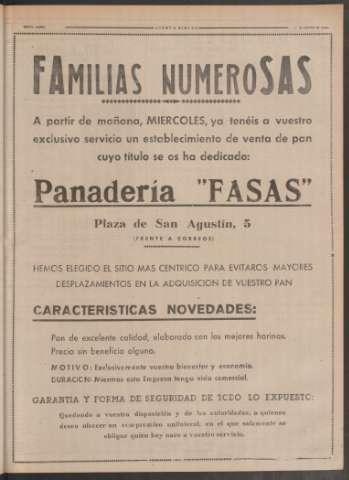 FAMILIAS NUMEROSAS
A partir de mañana, MIERCOLES, ya tenéis a vuestro
exclusivo servicio un establecimiento de venta de pan
cuyo título se os ha dedicado:
Panadería "FASAS"
Plaza de San Agustín, 5
(FRENTE A CORREOS)
HEMOS ELEGIDO EL SITIO MAS CENTRICO PARA EVITAROS MAYORES
DESPLAZAMIENTOS EN LA ADQUISICION DE VUESTRO PAN
CARACTERISTICAS NOVEDADES:
Pan de excelente calidad, elaborado con las mejores harinas.
Precio sin beneficio alguno.
MOTIVO: Exclusivamente vuestro bienestar y economía.
DURACION: Mientras esta Empresa tenga vida comercial.
GARANTIA Y FORMA DE SEGURIDAD DE TODO LO EXPUESTO:
Quedando a vuestra disposición y de las autoridades, a quienes
deseo ofrecer un compromiso unilateral, en el que solamente se
obligue quien hoy nace a vuestro servicio.